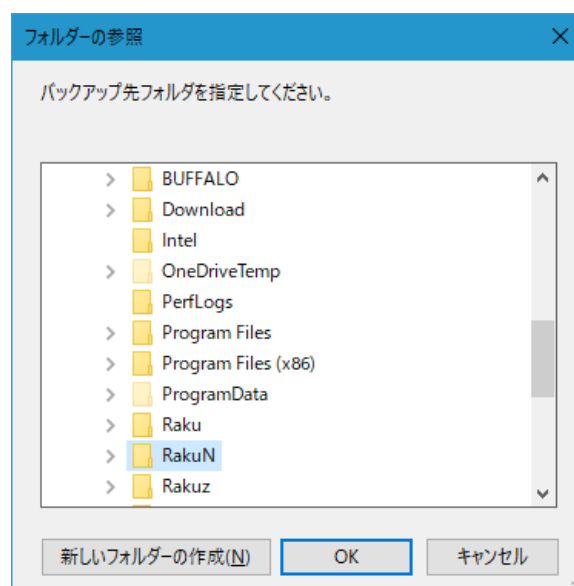 フォルダーの参照
バックアップ先フォルダを指定してください。
BUFFALO
Download
Intel
OneDriveTemp
PerfLogs
Program Files
Program Files (x86)
ProgramData
Raku
RakuN
Rakuz
新しいフォルダーの作成(N) OK キャンセル